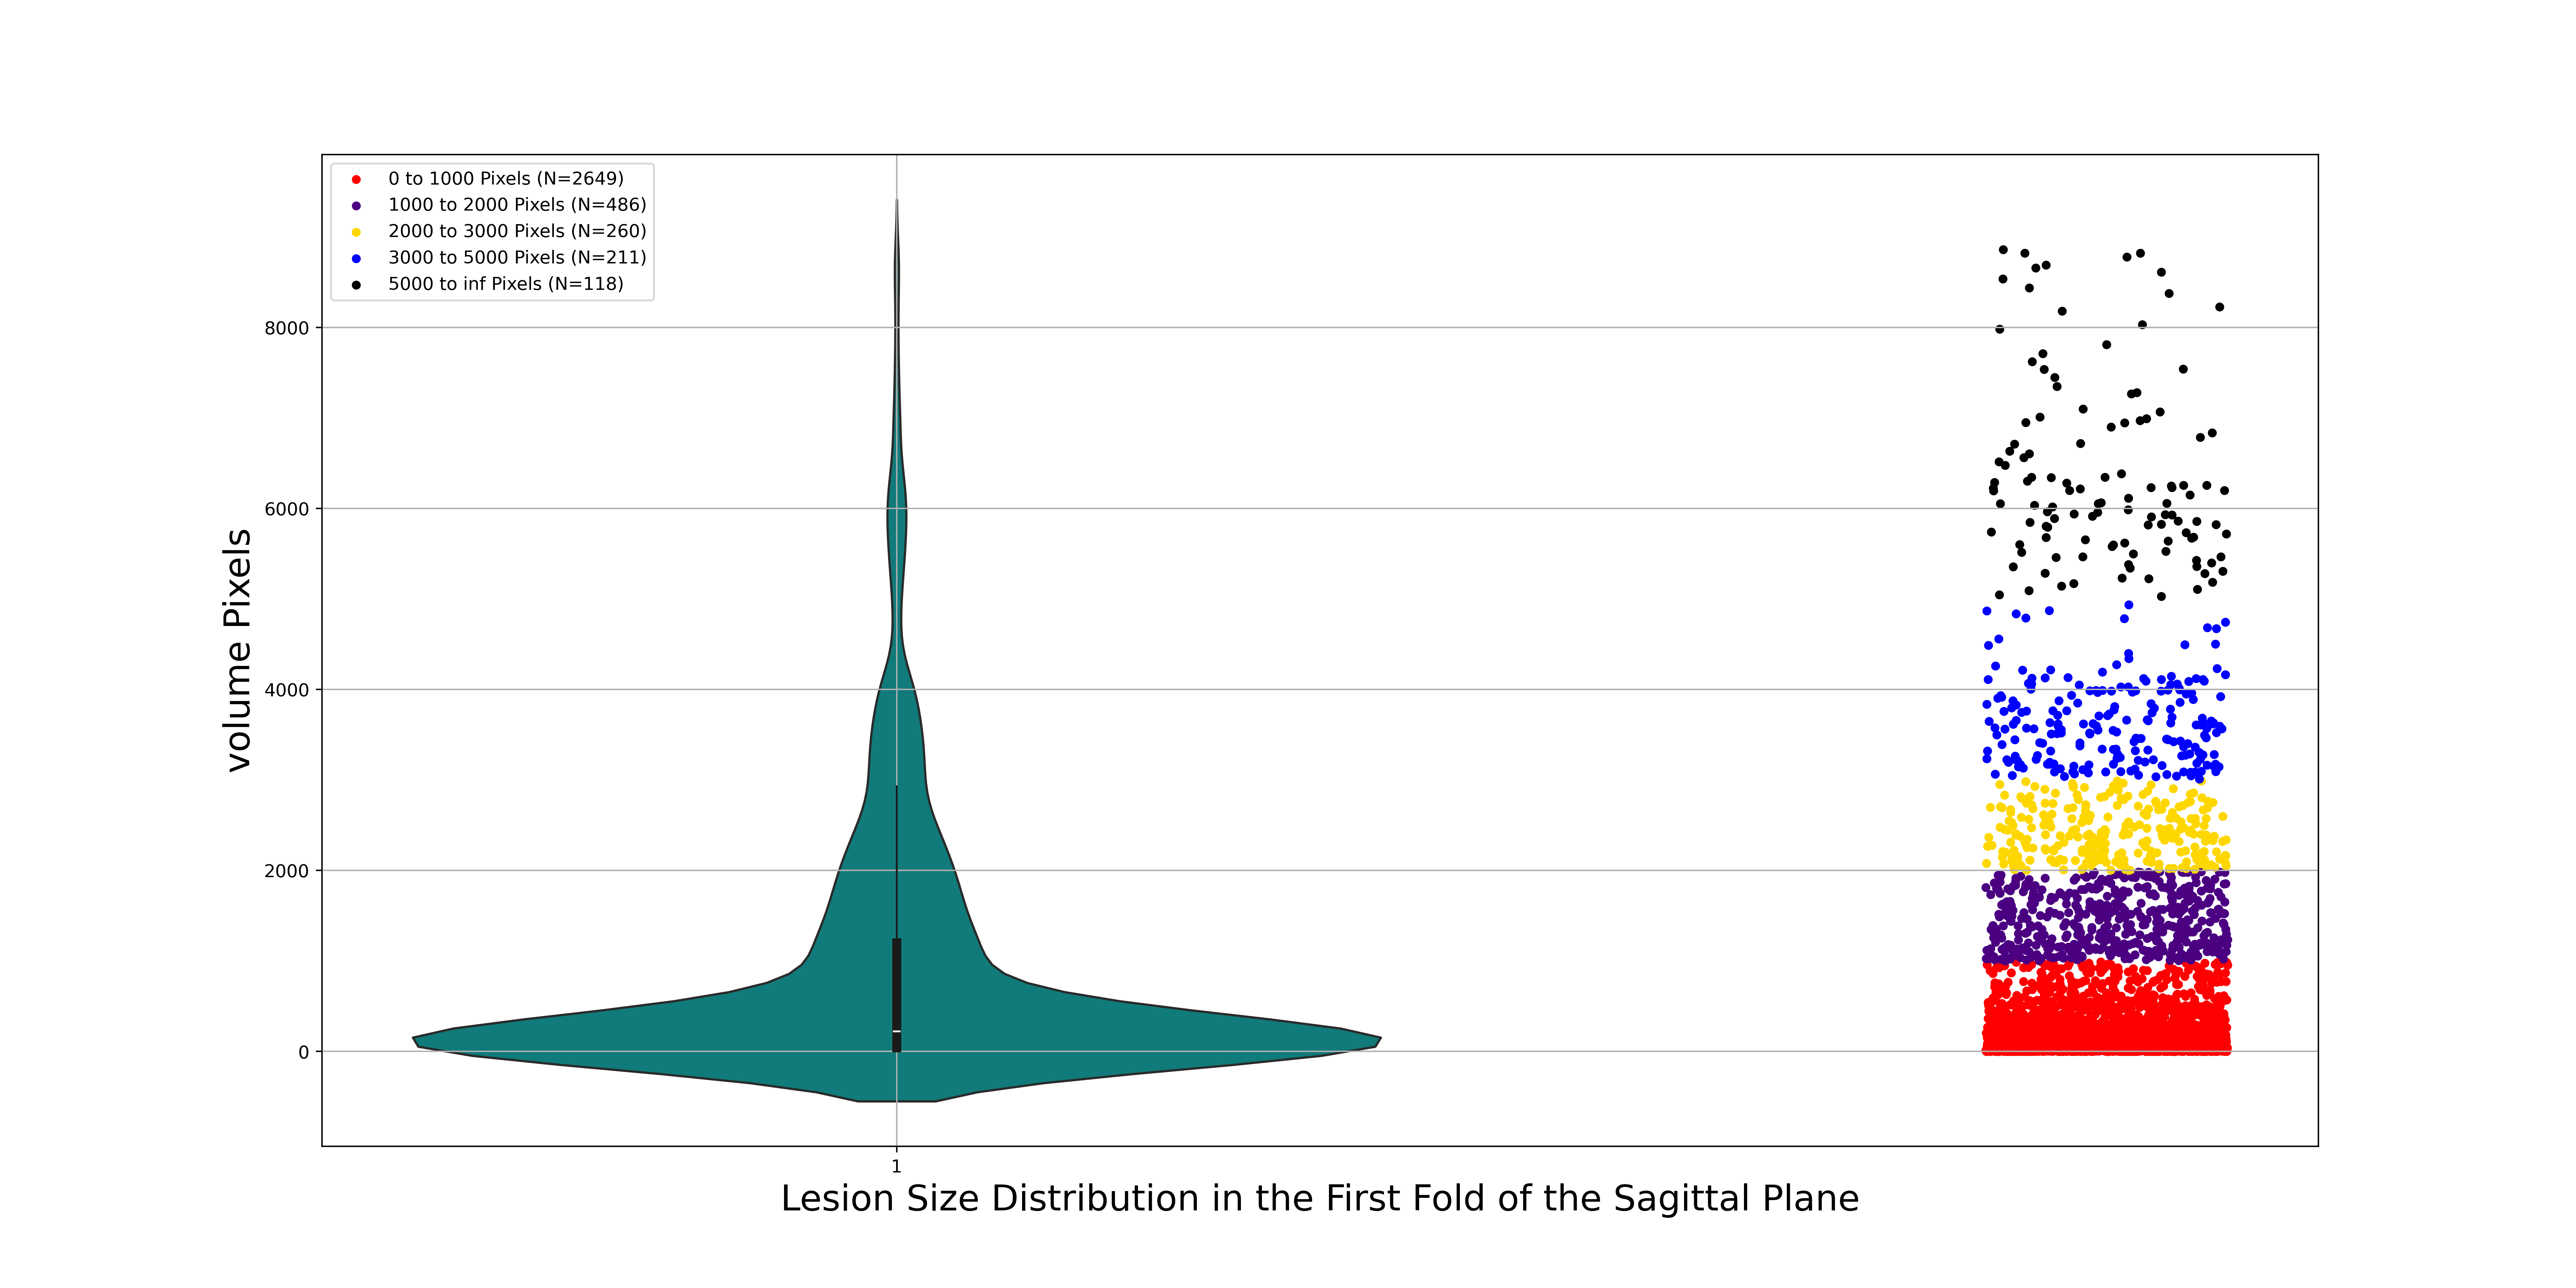 0 to 1000 Pixels (N=2649)
1000 to 2000 Pixels (N=486)
2000 to 3000 Pixels (N=260)
3000 to 5000 Pixels (N=211)
5000 to inf Pixels (N=118)
8000
6000
4000
2000
0
volume Pixels
1
Lesion Size Distribution in the First Fold of the Sagittal Plane